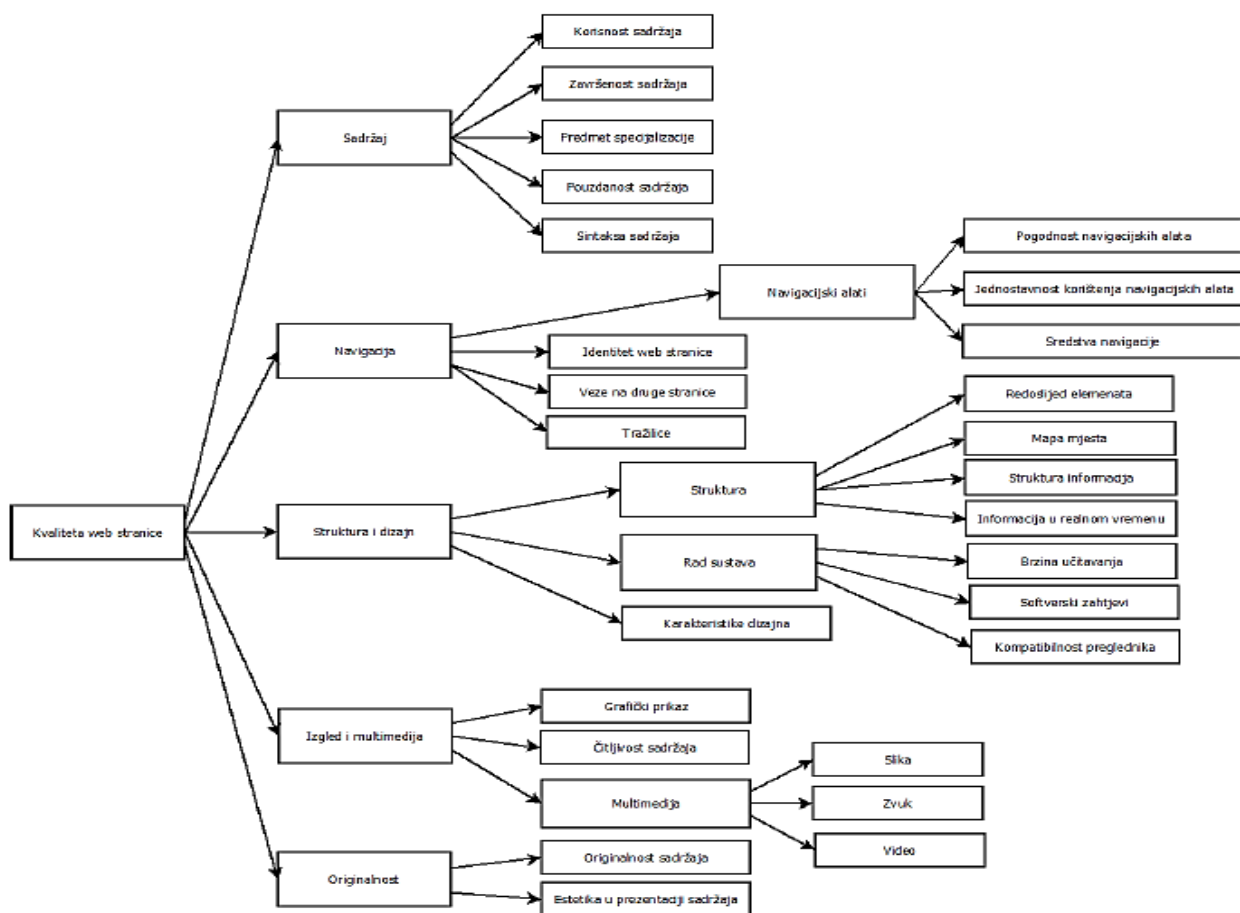 Kvaliteta web stranice
Sadržaj
Korisnost sadržaja
Završenost sadržaja
Predmet specijalizacije
Pouzdanost sadržaja
Sintaksa sadržaja
Navigacija
Navigacijski alati
Pogodnost navigacijskih alata
Jednostavnost korištenja navigacijskih alata
Sredstva navigacije
Identitet web stranice
Veze na druge stranice
Tražilice
Struktura i dizajn
Struktura
Redoslijed elemenata
Mapa mjesta
Struktura informacija
Informacija u realnom vremenu
Rad sustava
Brzina učitavanja
Softverski zahtjevi
Kompatibilnost preglednika
Karakteristike dizajna
Izgled i multimedija
Grafički prikaz
Čitljivost sadržaja
Multimedija
Slika
Zvuk
Video
Originalnost
Originalnost sadržaja
Estetika u prezentaciji sadržaja